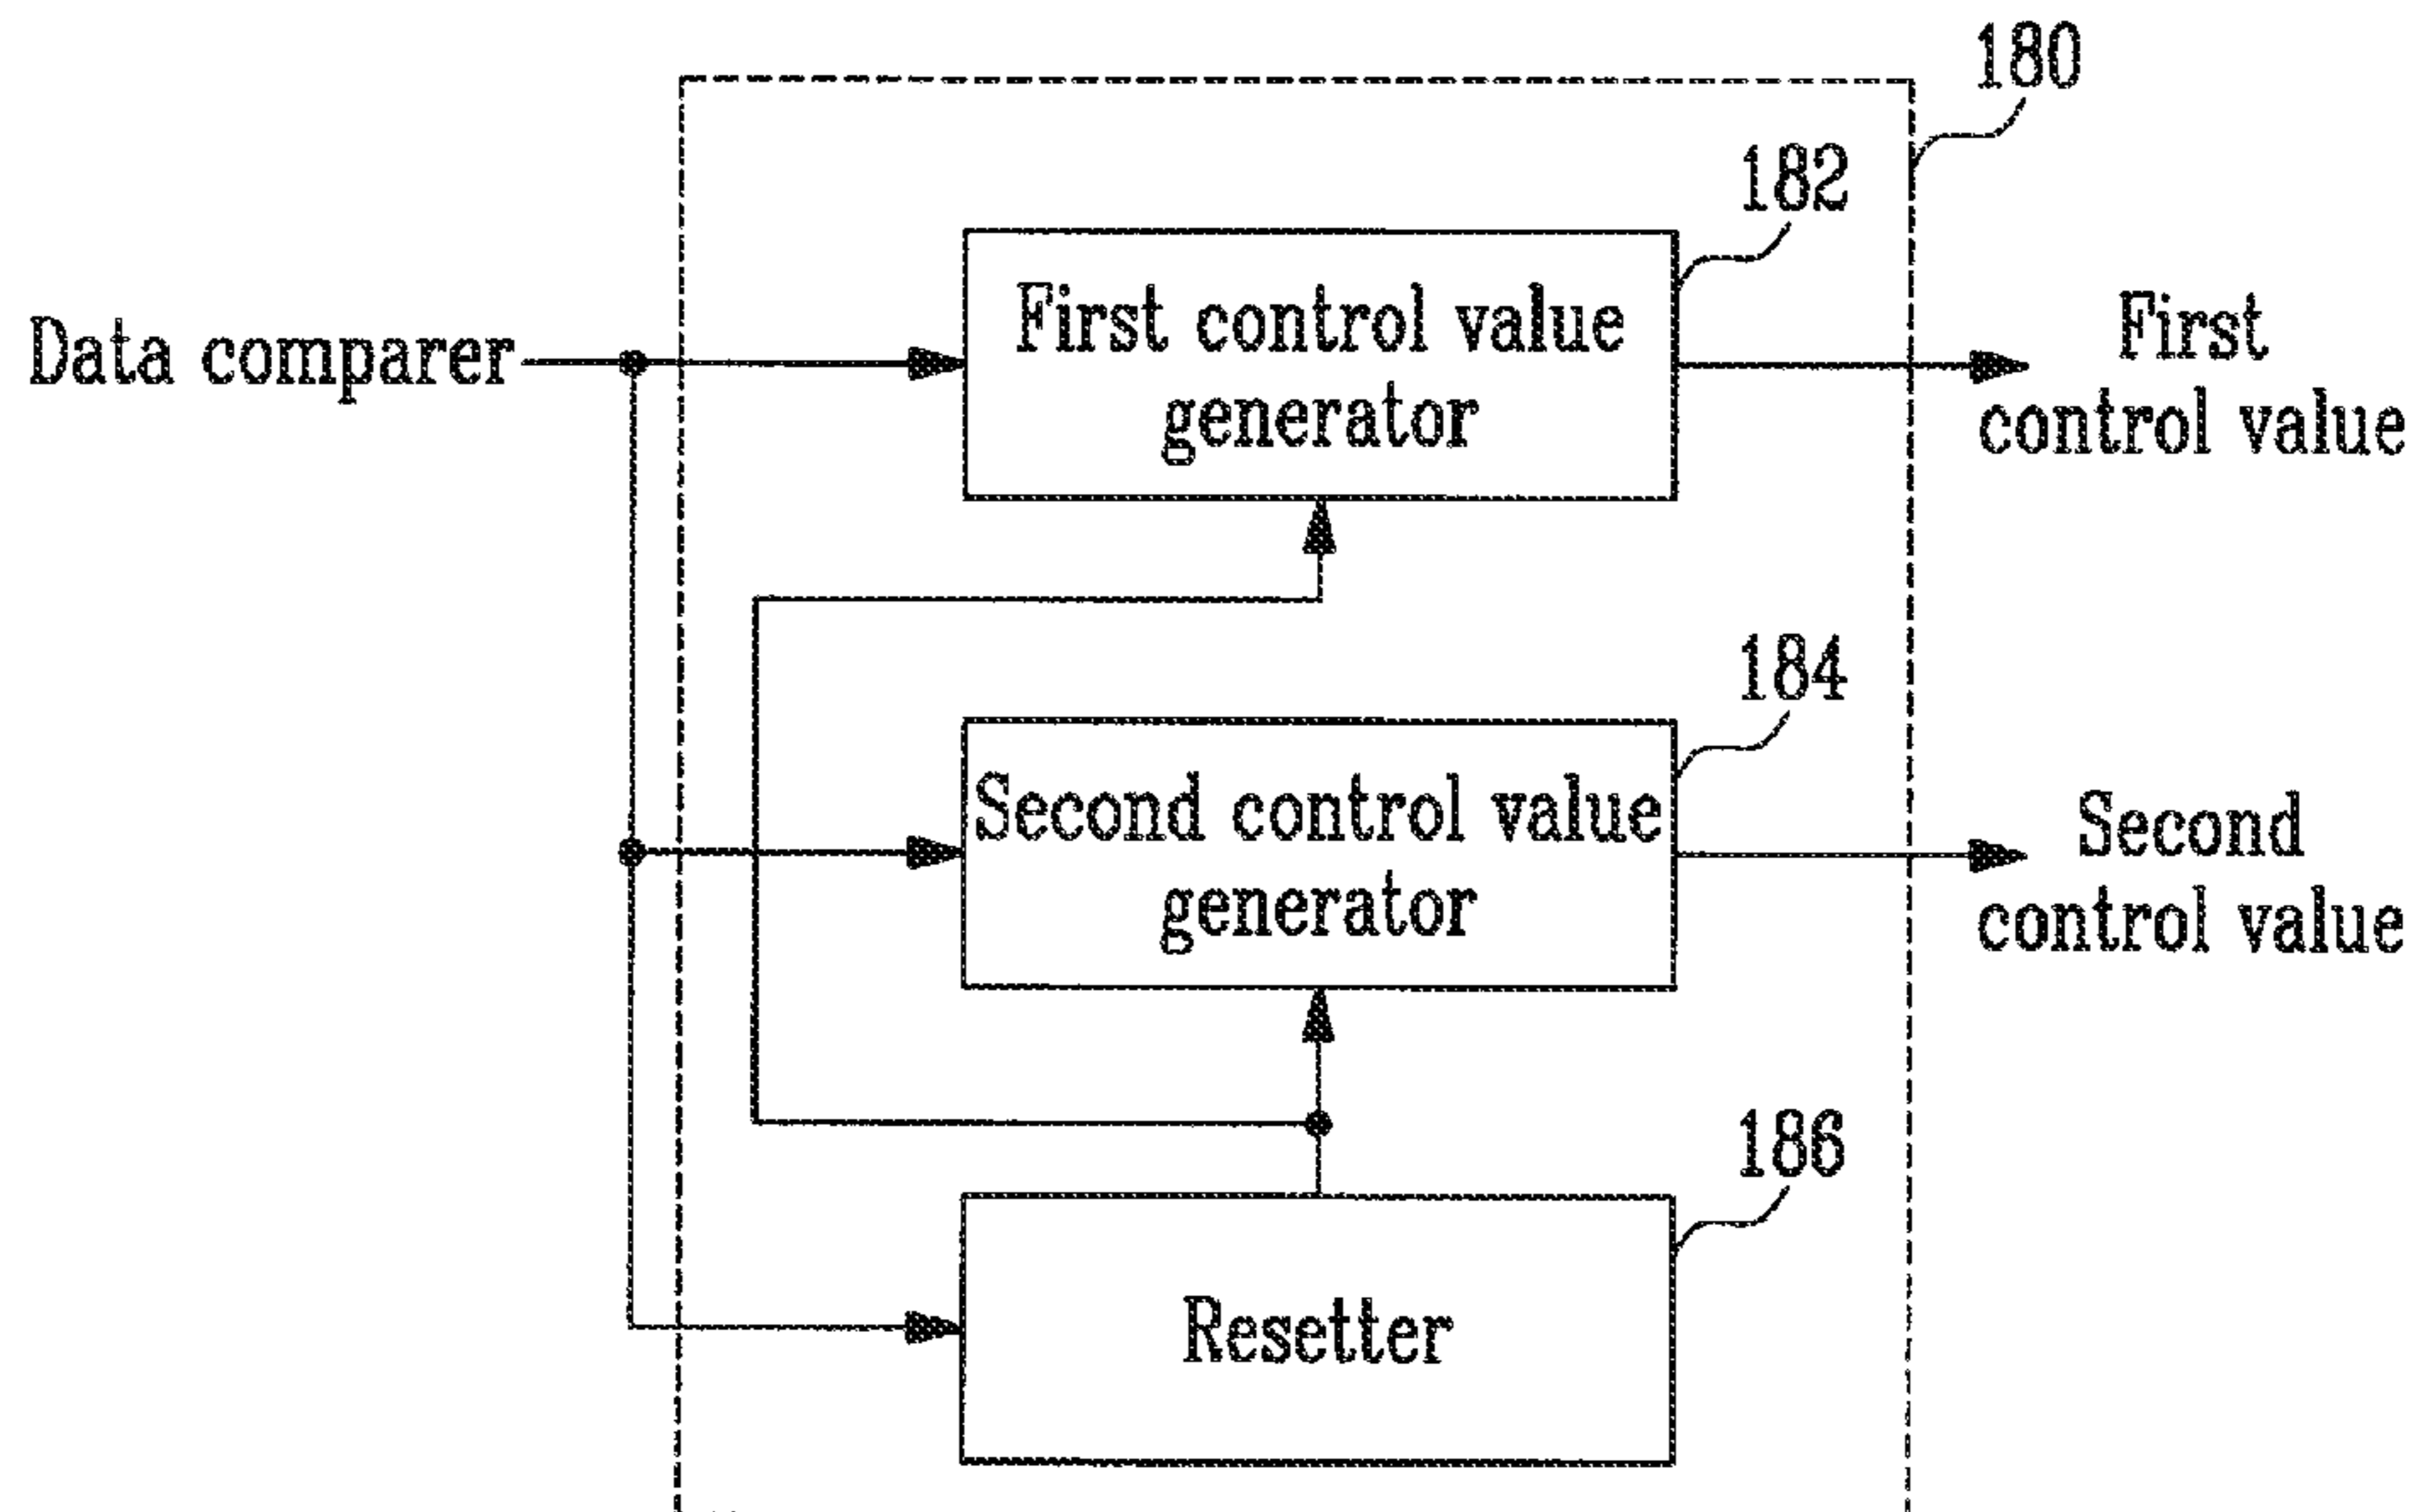 180
182
First control value
generator
Data comparer
First
control value
184
Second control value
generator
Second
control value
186
Resetter